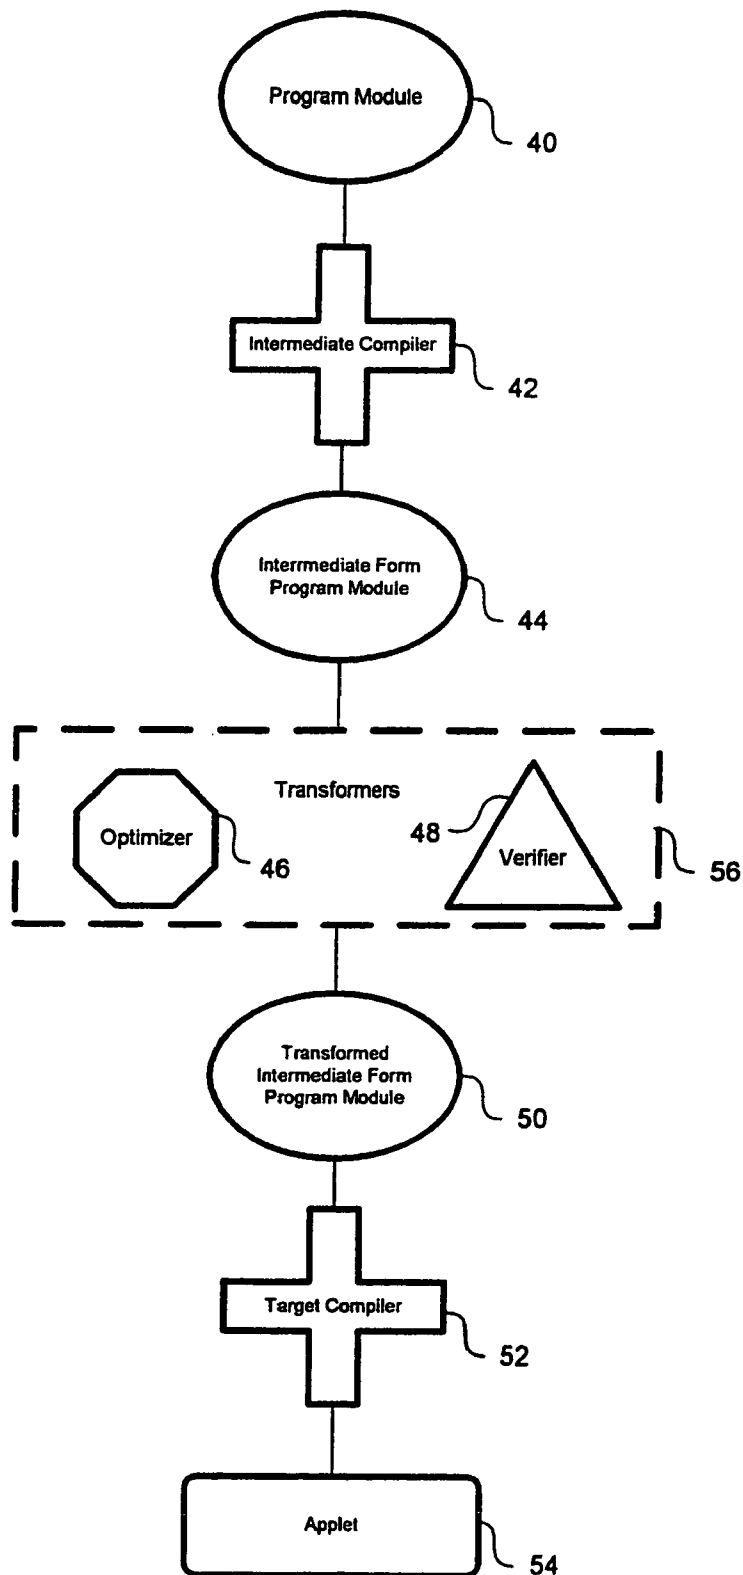 Program Module
40
Intermediate Compiler
42
Intermediate Form
Program Module
44
Transformers
Optimizer
46
48
Verifier
56
Transformed
Intermediate Form
Program Module
50
Target Compiler
52
Applet
54